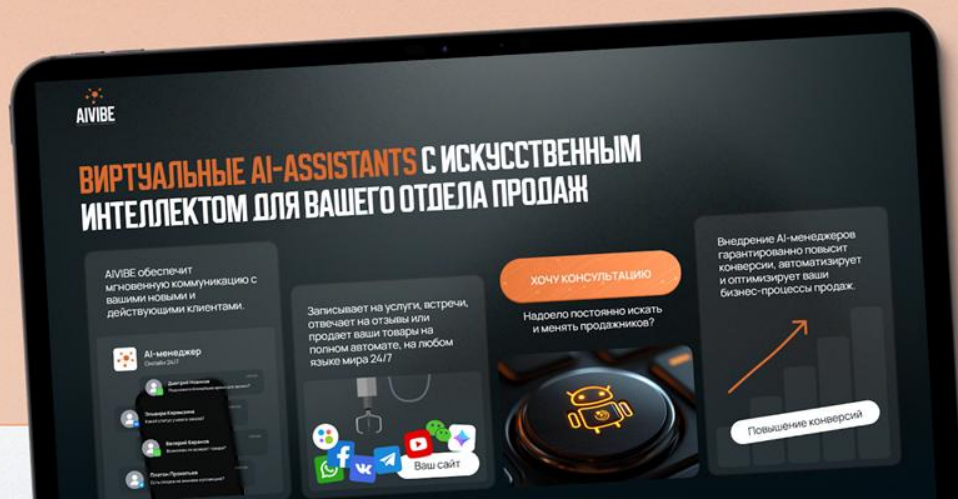 AIVIBE
ВИРТУАЛЬНЫЕ AI-ASSISTANTS С ИСКУССТВЕННЫМ
ИНТЕЛЛЕКТОМ ДЛЯ ВАШЕГО ОТДЕЛА ПРОДАЖ
AIVIBE обеспечит
мгновенную коммуникацию с
вашими новыми и
действующими клиентами.
AI-менеджер
Онлайн 24/7
Дмитрий Новиков
Эльвира Каримсама
Валерий Баранов
Платон Прокопьев
Записывает на услуги, встречи,
отвечает на отзывы или
продает ваши товары на
полном автомате, на любом
языке мира 24/7
Ваш сайт
ХОЧУ КОНСУЛЬТАЦИЮ
Надоело постоянно искать
и менять продажников?
Внедрение AI-менеджеров
гарантированно повысит
конверсии, автоматизирует
и оптимизирует ваши
бизнес-процессы продаж.
Повышение конверсий